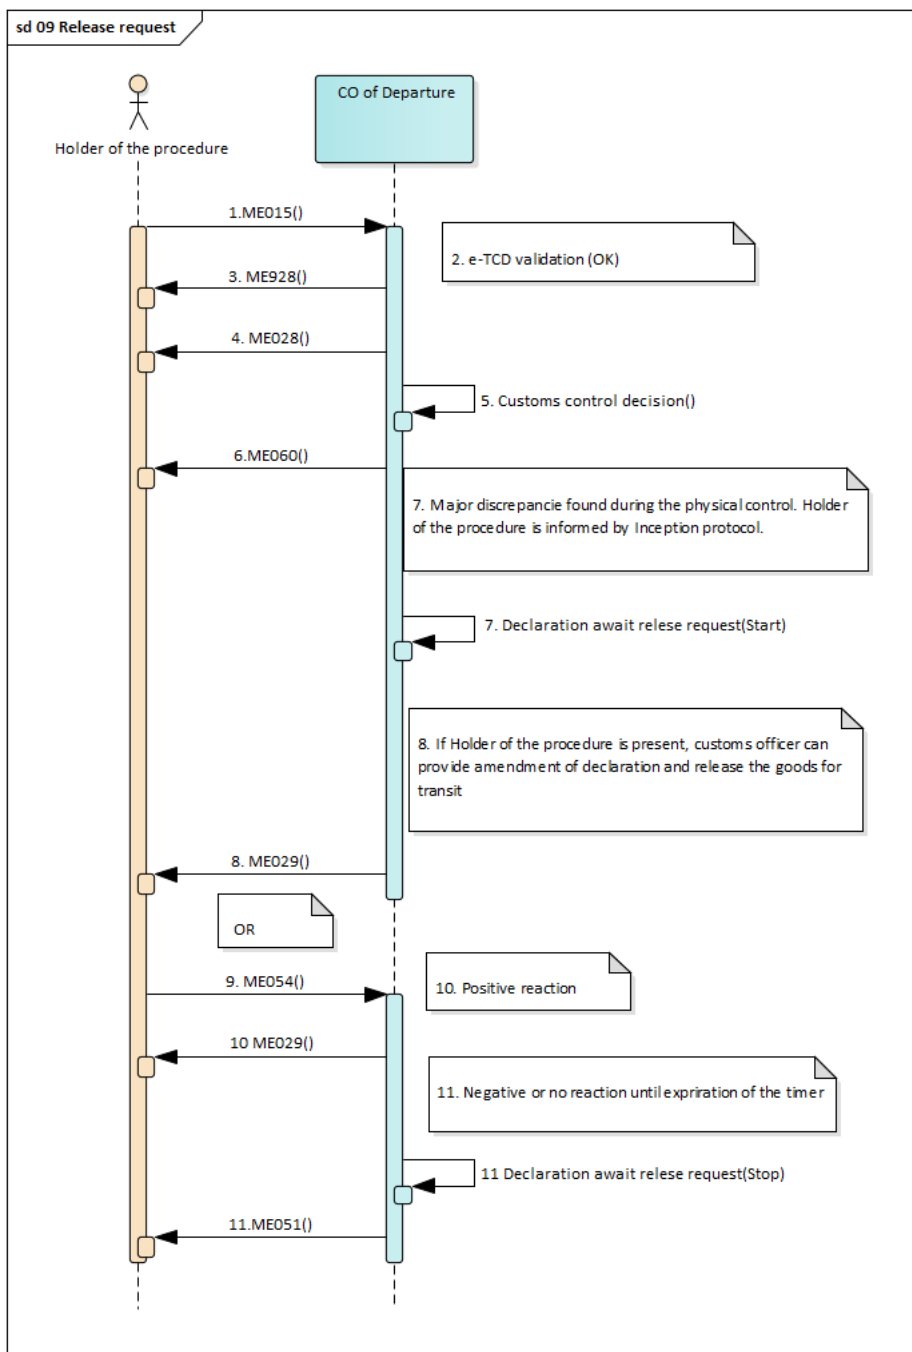 sd 09 Release request
CO of Departure
Holder of the procedure
1.ME015()
2. e-TCD validation (OK)
3. ME928()
4. ME028()
5. Customs control decision()
6.ME060()
7. Major discrepancie found during the physical control. Holder
of the procedure is informed by Inception protocol.
7. Declaration await relese request(Start)
8. If Holder of the procedure is present, customs officer can
provide amendment of declaration and release the goods for
transit
8. ME029()
OR
9. ME054()
10. Positive reaction
10 ME029()
11. Negative or no reaction until expriration of the timer
11 Declaration await relese request(Stop)
11.ME051()